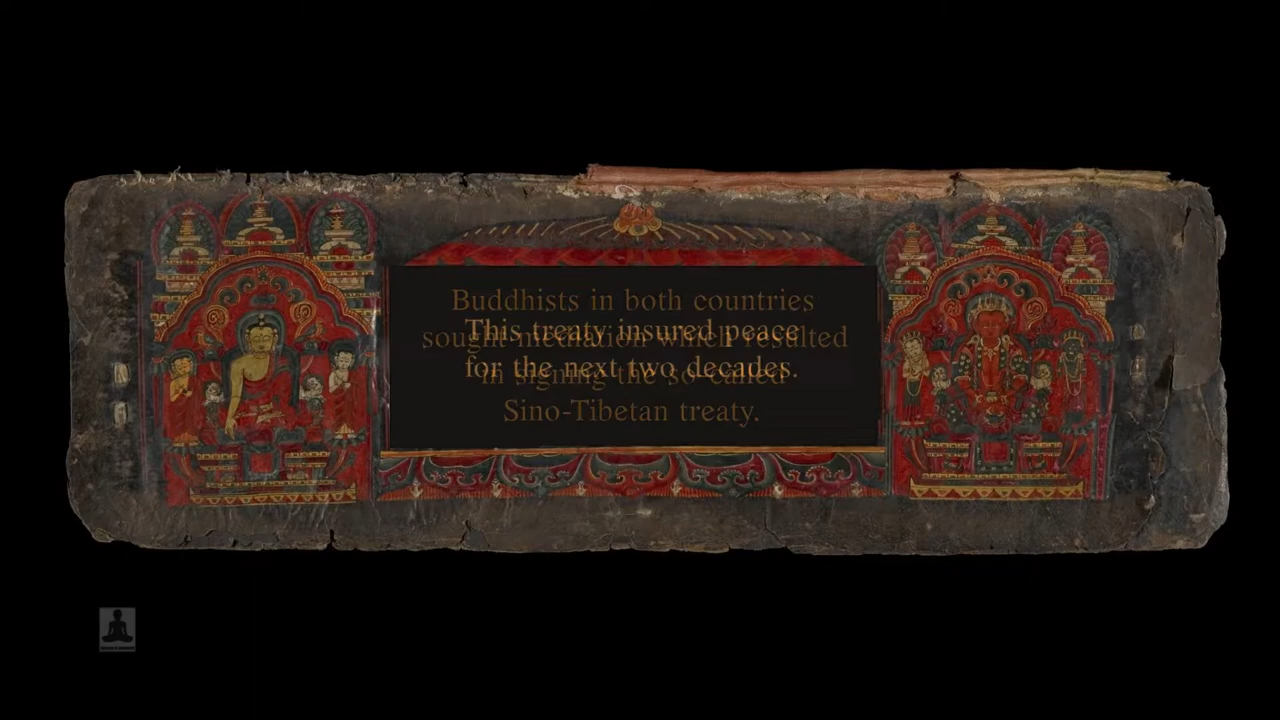 Buddhists in both countries
sought mediation which resulted
in signing the so-called
Sino-Tibetan treaty.
This treaty insured peace
for the next two decades.